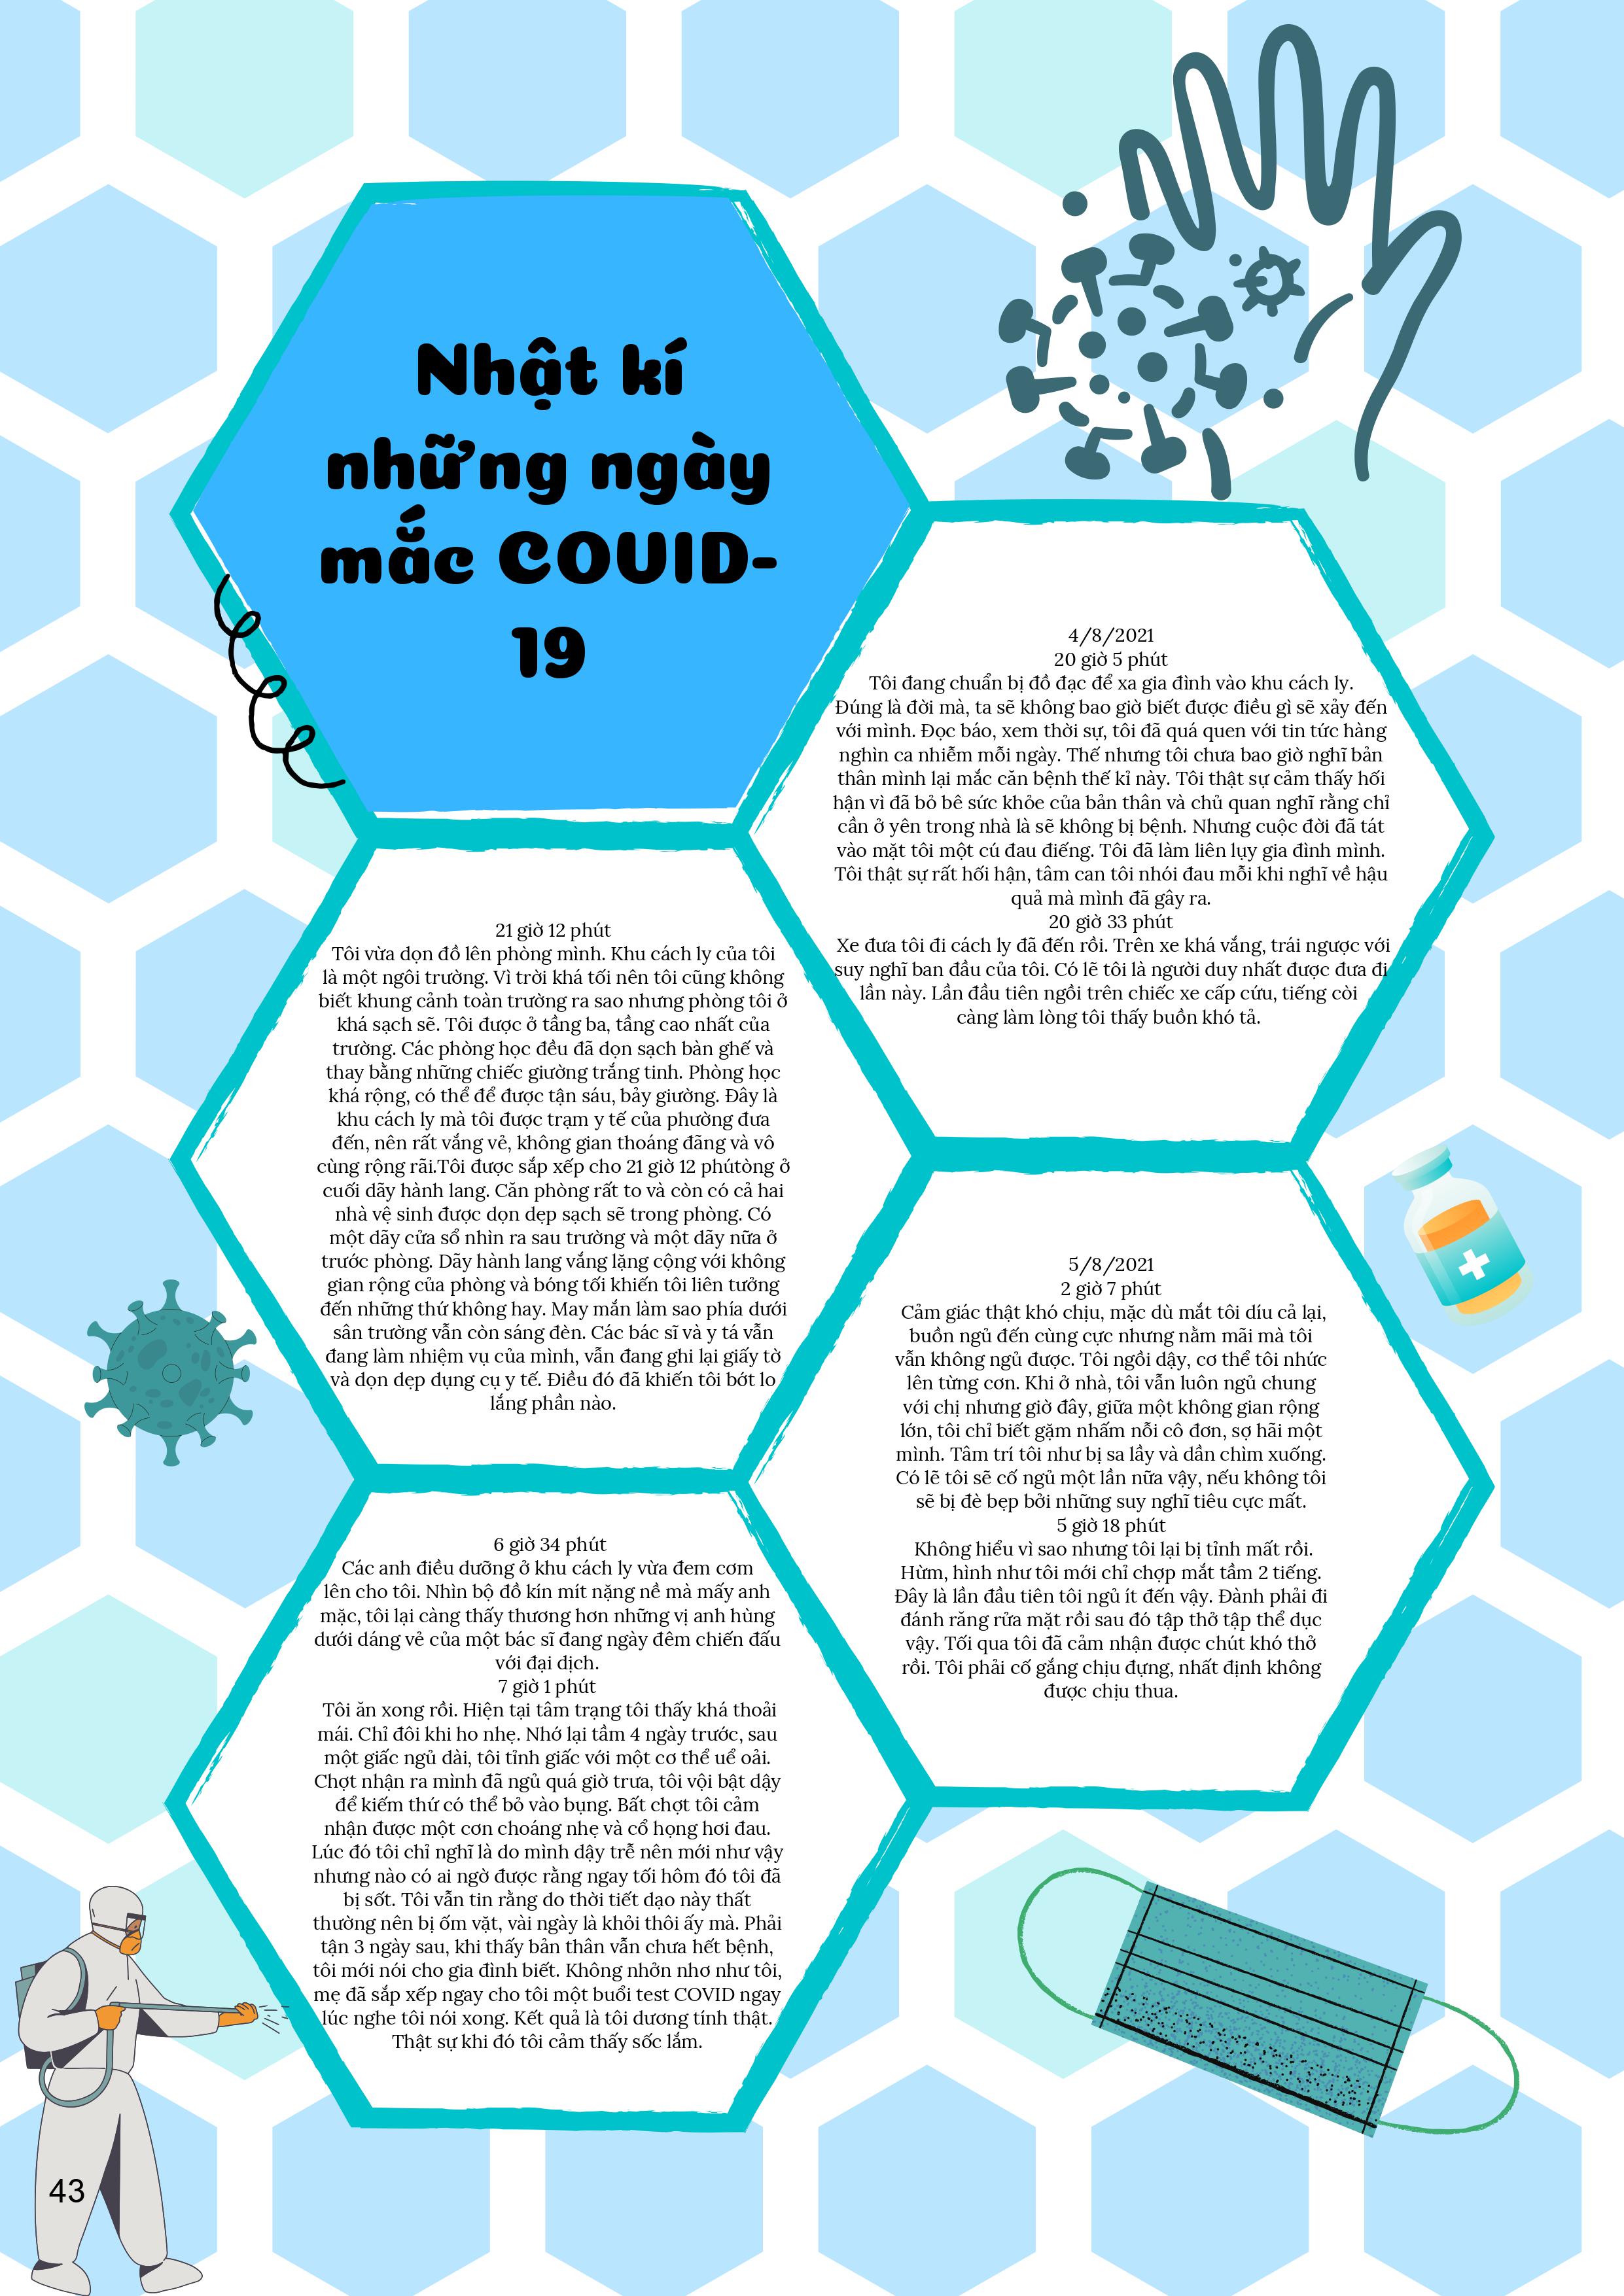 Nhật kí
những ngày
mắc COVID-
19
4/8/2021
20 giờ 5 phút
Tôi đang chuẩn bị đồ đạc để xa gia đình vào khu cách ly.
Đúng là đời mà, ta sẽ không bao giờ biết được điều gì sẽ xảy đến
với mình. Đọc báo, xem thời sự, tôi đã quá quen với tin tức hàng
nghìn ca nhiễm mỗi ngày. Thế nhưng tôi chưa bao giờ nghĩ bản
thân mình lại mắc căn bệnh thế kỉ này. Tôi thật sự cảm thấy hối
hận vì đã bỏ bê sức khỏe của bản thân và chủ quan nghĩ rằng chỉ
cần ở yên trong nhà là sẽ không bị bệnh. Nhưng cuộc đời đã tát
vào mặt tôi một cú đau điếng. Tôi đã làm liên lụy gia đình mình.
Tôi thật sự rất hối hận, tâm can tôi nhói đau mỗi khi nghĩ về hậu
quả mà mình đã gây ra.
20 giờ 33 phút
Xe đưa tôi đi cách ly đã đến rồi. Trên xe khá vắng, trái ngược với
suy nghĩ ban đầu của tôi. Có lẽ tôi là người duy nhất được đưa đi
lần này. Lần đầu tiên ngồi trên chiếc xe cấp cứu, tiếng còi
càng làm lòng tôi thấy buồn khó tả.
21 giờ 12 phút
Tôi vừa dọn đồ lên phòng mình. Khu cách ly của tôi
là một ngôi trường. Vì trời khá tối nên tôi cũng không
biết khung cảnh toàn trường ra sao nhưng phòng tôi ở
khá sạch sẽ. Tôi được ở tầng ba, tầng cao nhất của
trường. Các phòng học đều đã dọn sạch bàn ghế và
thay bằng những chiếc giường trắng tinh. Phòng học
khá rộng, có thể để được tận sáu, bảy giường. Đây là
khu cách ly mà tôi được trạm y tế của phường đưa
đến, nên rất vắng vẻ, không gian thoáng đãng và vô
cùng rộng rãi.Tôi được sắp xếp cho 21 giờ 12 phútòng ở
cuối dãy hành lang. Căn phòng rất to và còn có cả hai
nhà vệ sinh được dọn dẹp sạch sẽ trong phòng. Có
một dãy cửa sổ nhìn ra sau trường và một dãy nữa ở
trước phòng. Dãy hành lang vắng lặng cộng với không
gian rộng của phòng và bóng tối khiến tôi liên tưởng
đến những thứ không hay. May mắn làm sao phía dưới
sân trường vẫn còn sáng đèn. Các bác sĩ và y tá vẫn
đang làm nhiệm vụ của mình, vẫn đang ghi lại giấy tờ
và dọn dẹp dụng cụ y tế. Điều đó đã khiến tôi bớt lo
lắng phần nào.
5/8/2021
2 giờ 7 phút
Cảm giác thật khó chịu, mặc dù mắt tôi díu cả lại,
buồn ngủ đến cùng cực nhưng nằm mãi mà tôi
vẫn không ngủ được. Tôi ngồi dậy, cơ thể tôi nhức
lên từng cơn. Khi ở nhà, tôi vẫn luôn ngủ chung
với chị nhưng giờ đây, giữa một không gian rộng
lớn, tôi chỉ biết gặm nhấm nỗi cô đơn, sợ hãi một
mình. Tâm trí tôi như bị sa lầy và dần chìm xuống.
Có lẽ tôi sẽ cố ngủ một lần nữa vậy, nếu không tôi
sẽ bị đè bẹp bởi những suy nghĩ tiêu cực mất.
5 giờ 18 phút
Không hiểu vì sao nhưng tôi lại bị tỉnh mất rồi.
Hừm, hình như tôi mới chỉ chợp mắt tầm 2 tiếng.
Đây là lần đầu tiên tôi ngủ ít đến vậy. Đành phải đi
đánh răng rửa mặt rồi sau đó tập thở tập thể dục
vậy. Tối qua tôi đã cảm nhận được chút khó thở
rồi. Tôi phải cố gắng chịu đựng, nhất định không
được chịu thua.
6 giờ 34 phút
Các anh điều dưỡng ở khu cách ly vừa đem cơm
lên cho tôi. Nhìn bộ đồ kín mít nặng nề mà mấy anh
mặc, tôi lại càng thấy thương hơn những vị anh hùng
dưới dáng vẻ của một bác sĩ đang ngày đêm chiến đấu
với đại dịch.
7 giờ 1 phút
Tôi ăn xong rồi. Hiện tại tâm trạng tôi thấy khá thoải
mái. Chỉ đôi khi ho nhẹ. Nhớ lại tầm 4 ngày trước, sau
một giấc ngủ dài, tôi tỉnh giấc với một cơ thể uể oải.
Chợt nhận ra mình đã ngủ quá giờ trưa, tôi vội bật dậy
để kiếm thứ có thể bỏ vào bụng. Bất chợt tôi cảm
nhận được một cơn choáng nhẹ và cổ họng hơi đau.
Lúc đó tôi chỉ nghĩ là do mình dậy trễ nên mới như vậy
nhưng nào có ai ngờ được rằng ngay tối hôm đó tôi đã
bị sốt. Tôi vẫn tin rằng do thời tiết dạo này thất
thường nên bị ốm vặt, vài ngày là khỏi thôi ấy mà. Phải
tận 3 ngày sau, khi thấy bản thân vẫn chưa hết bệnh,
tôi mới nói cho gia đình biết. Không nhởn nhơ như tôi,
mẹ đã sắp xếp ngay cho tôi một buổi test COVID ngay
lúc nghe tôi nói xong. Kết quả là tôi dương tính thật.
Thật sự khi đó tôi cảm thấy sốc lắm.
43